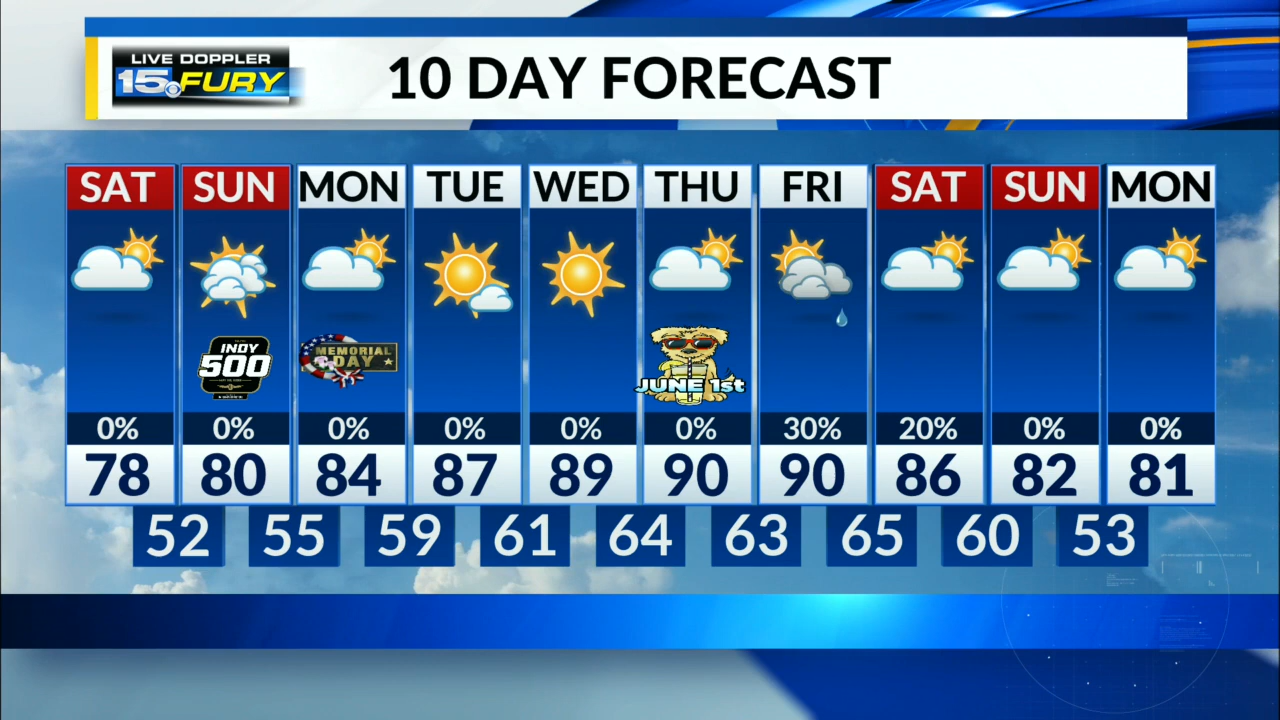 LIVE DOPPLER
15 FURY
10 DAY FORECAST
SAT SUN MON TUE WED THU FRI SAT SUN MON
INDY
500
MEMORIAL
DAY
JUNE 1st
0% 0% 0% 0% 0% 0% 30% 20% 0% 0%
78 80 84 87 89 90 90 86 82 81
52 55 59 61 64 63 65 60 53